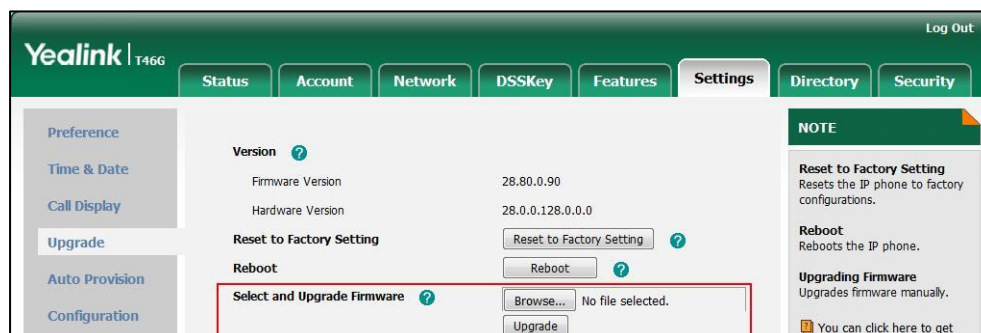 Log Out
Yealink | T46G
Status Account Network DSSKey Features Settings Directory Security
Preference
Time & Date
Call Display
Upgrade
Auto Provision
Configuration
Version ?
Firmware Version 28.80.0.90
Hardware Version 28.0.0.128.0.0.0
Reset to Factory Setting Reset to Factory Setting ?
Reboot Reboot ?
Select and Upgrade Firmware ? Browse... No file selected.
Upgrade
NOTE
Reset to Factory Setting
Resets the IP phone to factory
configurations.
Reboot
Reboots the IP phone.
Upgrading Firmware
Upgrades firmware manually.
? You can click here to get